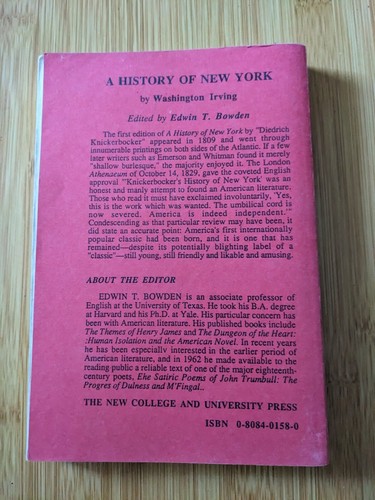 A HISTORY OF NEW YORK
by Washington Irving
Edited by Edwin T. Bowden
The first edition of A History of New York by "Diedrich
Knickerbocker" appeared in 1809 and went through
innumerable printings on both sides of the Atlantic. If a few
later writers such as Emerson and Whitman found it merely
"shallow burlesque," the majority enjoyed it. The London
Athenaeum of October 14, 1829, gave the coveted English
approval "'Knickerbocker's History of New York' was an
honest and manly attempt to found an American literature.
Those who read it must have exclaimed involuntarily, 'Yes,
this is the work which was wanted. The umbilical cord is
now severed. America is indeed independent.'"
Condescending as that particular review may have been, it
did state an accurate point: America's first internationally
popular classic had been born, and it is one that has
remained—despite its potentially blighting label of a
"classic"—still young, still friendly and likable and amusing.
ABOUT THE EDITOR
EDWIN T. BOWDEN is an associate professor of
English at the University of Texas. He took his B.A. degree
at Harvard and his Ph.D. at Yale. His particular concern has
been with American literature. His published books include
The Themes of Henry James and The Dungeon of the Heart:
:Human Isolation and the American Novel. In recent years
he has been especially interested in the earlier period of
American literature, and in 1962 he made available to the
reading public a reliable text of one of the major eighteenth-
century poets, Ehe Satiric Poems of John Trumbull: The
Progres of Dulness and M'Fingal..
THE NEW COLLEGE AND UNIVERSITY PRESS
ISBN 0-8084-0158-0